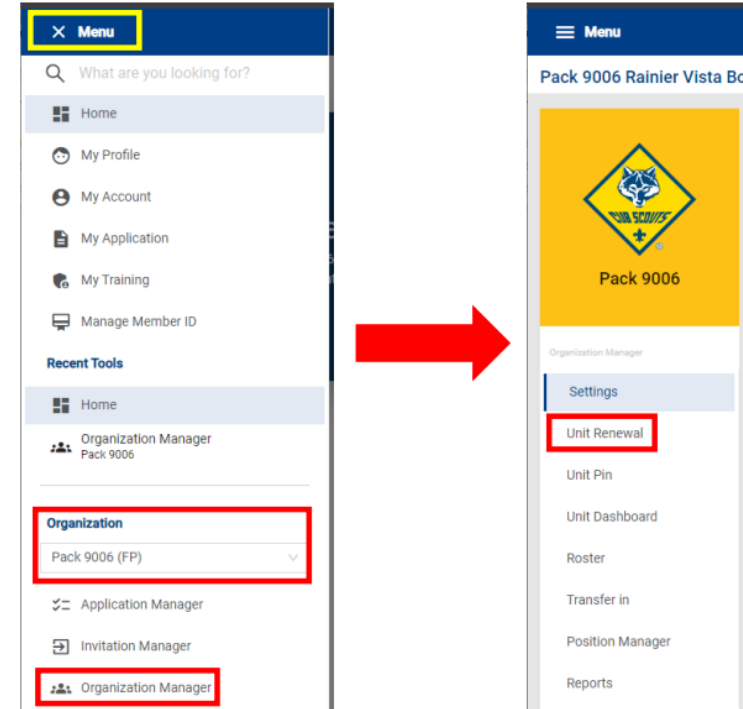 Menu
What are you looking for?
Home
My Profile
My Account
My Application
My Training
Manage Member ID
Recent Tools
Home
Organization Manager
Pack 9006
Organization
Pack 9006 (FP)
Application Manager
Invitation Manager
Organization Manager
Menu
Pack 9006 Rainier Vista Bo
CUB SCOUTS
Pack 9006
Organization Manager
Settings
Unit Renewal
Unit Pin
Unit Dashboard
Roster
Transfer in
Position Manager
Reports